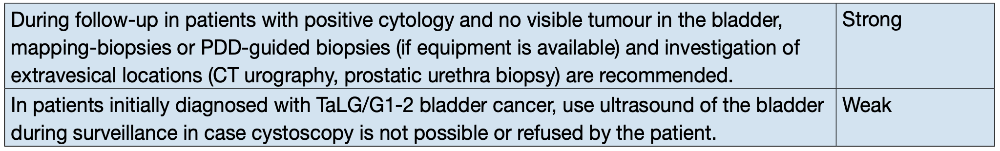 During follow-up in patients with positive cytology and no visible tumour in the bladder,
mapping-biopsies or PDD-guided biopsies (if equipment is available) and investigation of
extravesical locations (CT urography, prostatic urethra biopsy) are recommended.
Strong
In patients initially diagnosed with TaLG/G1-2 bladder cancer, use ultrasound of the bladder
during surveillance in case cystoscopy is not possible or refused by the patient.
Weak